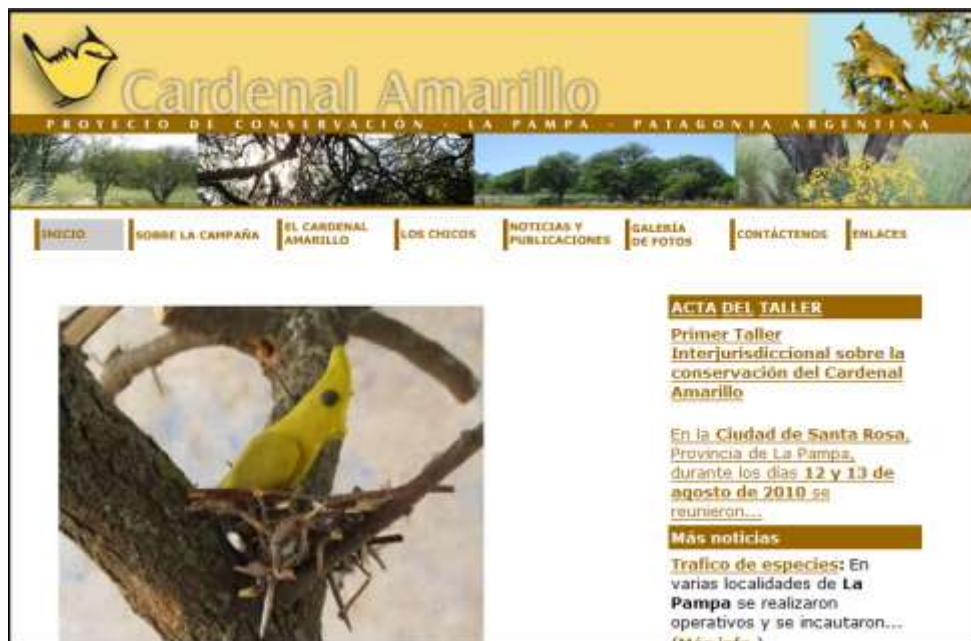 Cardenal Amarillo
PROYECTO DE CONSERVACIÓN - LA PAMPA - PATAGONIA ARGENTINA
INICIO
SOBRE LA CAMPAÑA
EL CARDENAL
AMARILLO
LOS CHICOS
NOTICIAS Y
PUBLICACIONES
GALERÍA
DE FOTOS
CONTÁCTENOS
ENLACES
ACTA DEL TALLER
Primer Taller
Interjurisdiccional sobre la
conservación del Cardenal
Amarillo
En la Ciudad de Santa Rosa,
Provincia de La Pampa,
durante los días 12 y 13 de
agosto de 2010 se
reunieron...
Más noticias
Trafico de especies: En
varias localidades de La
Pampa se realizaron
operativos y se incautaron...
(Más info.)